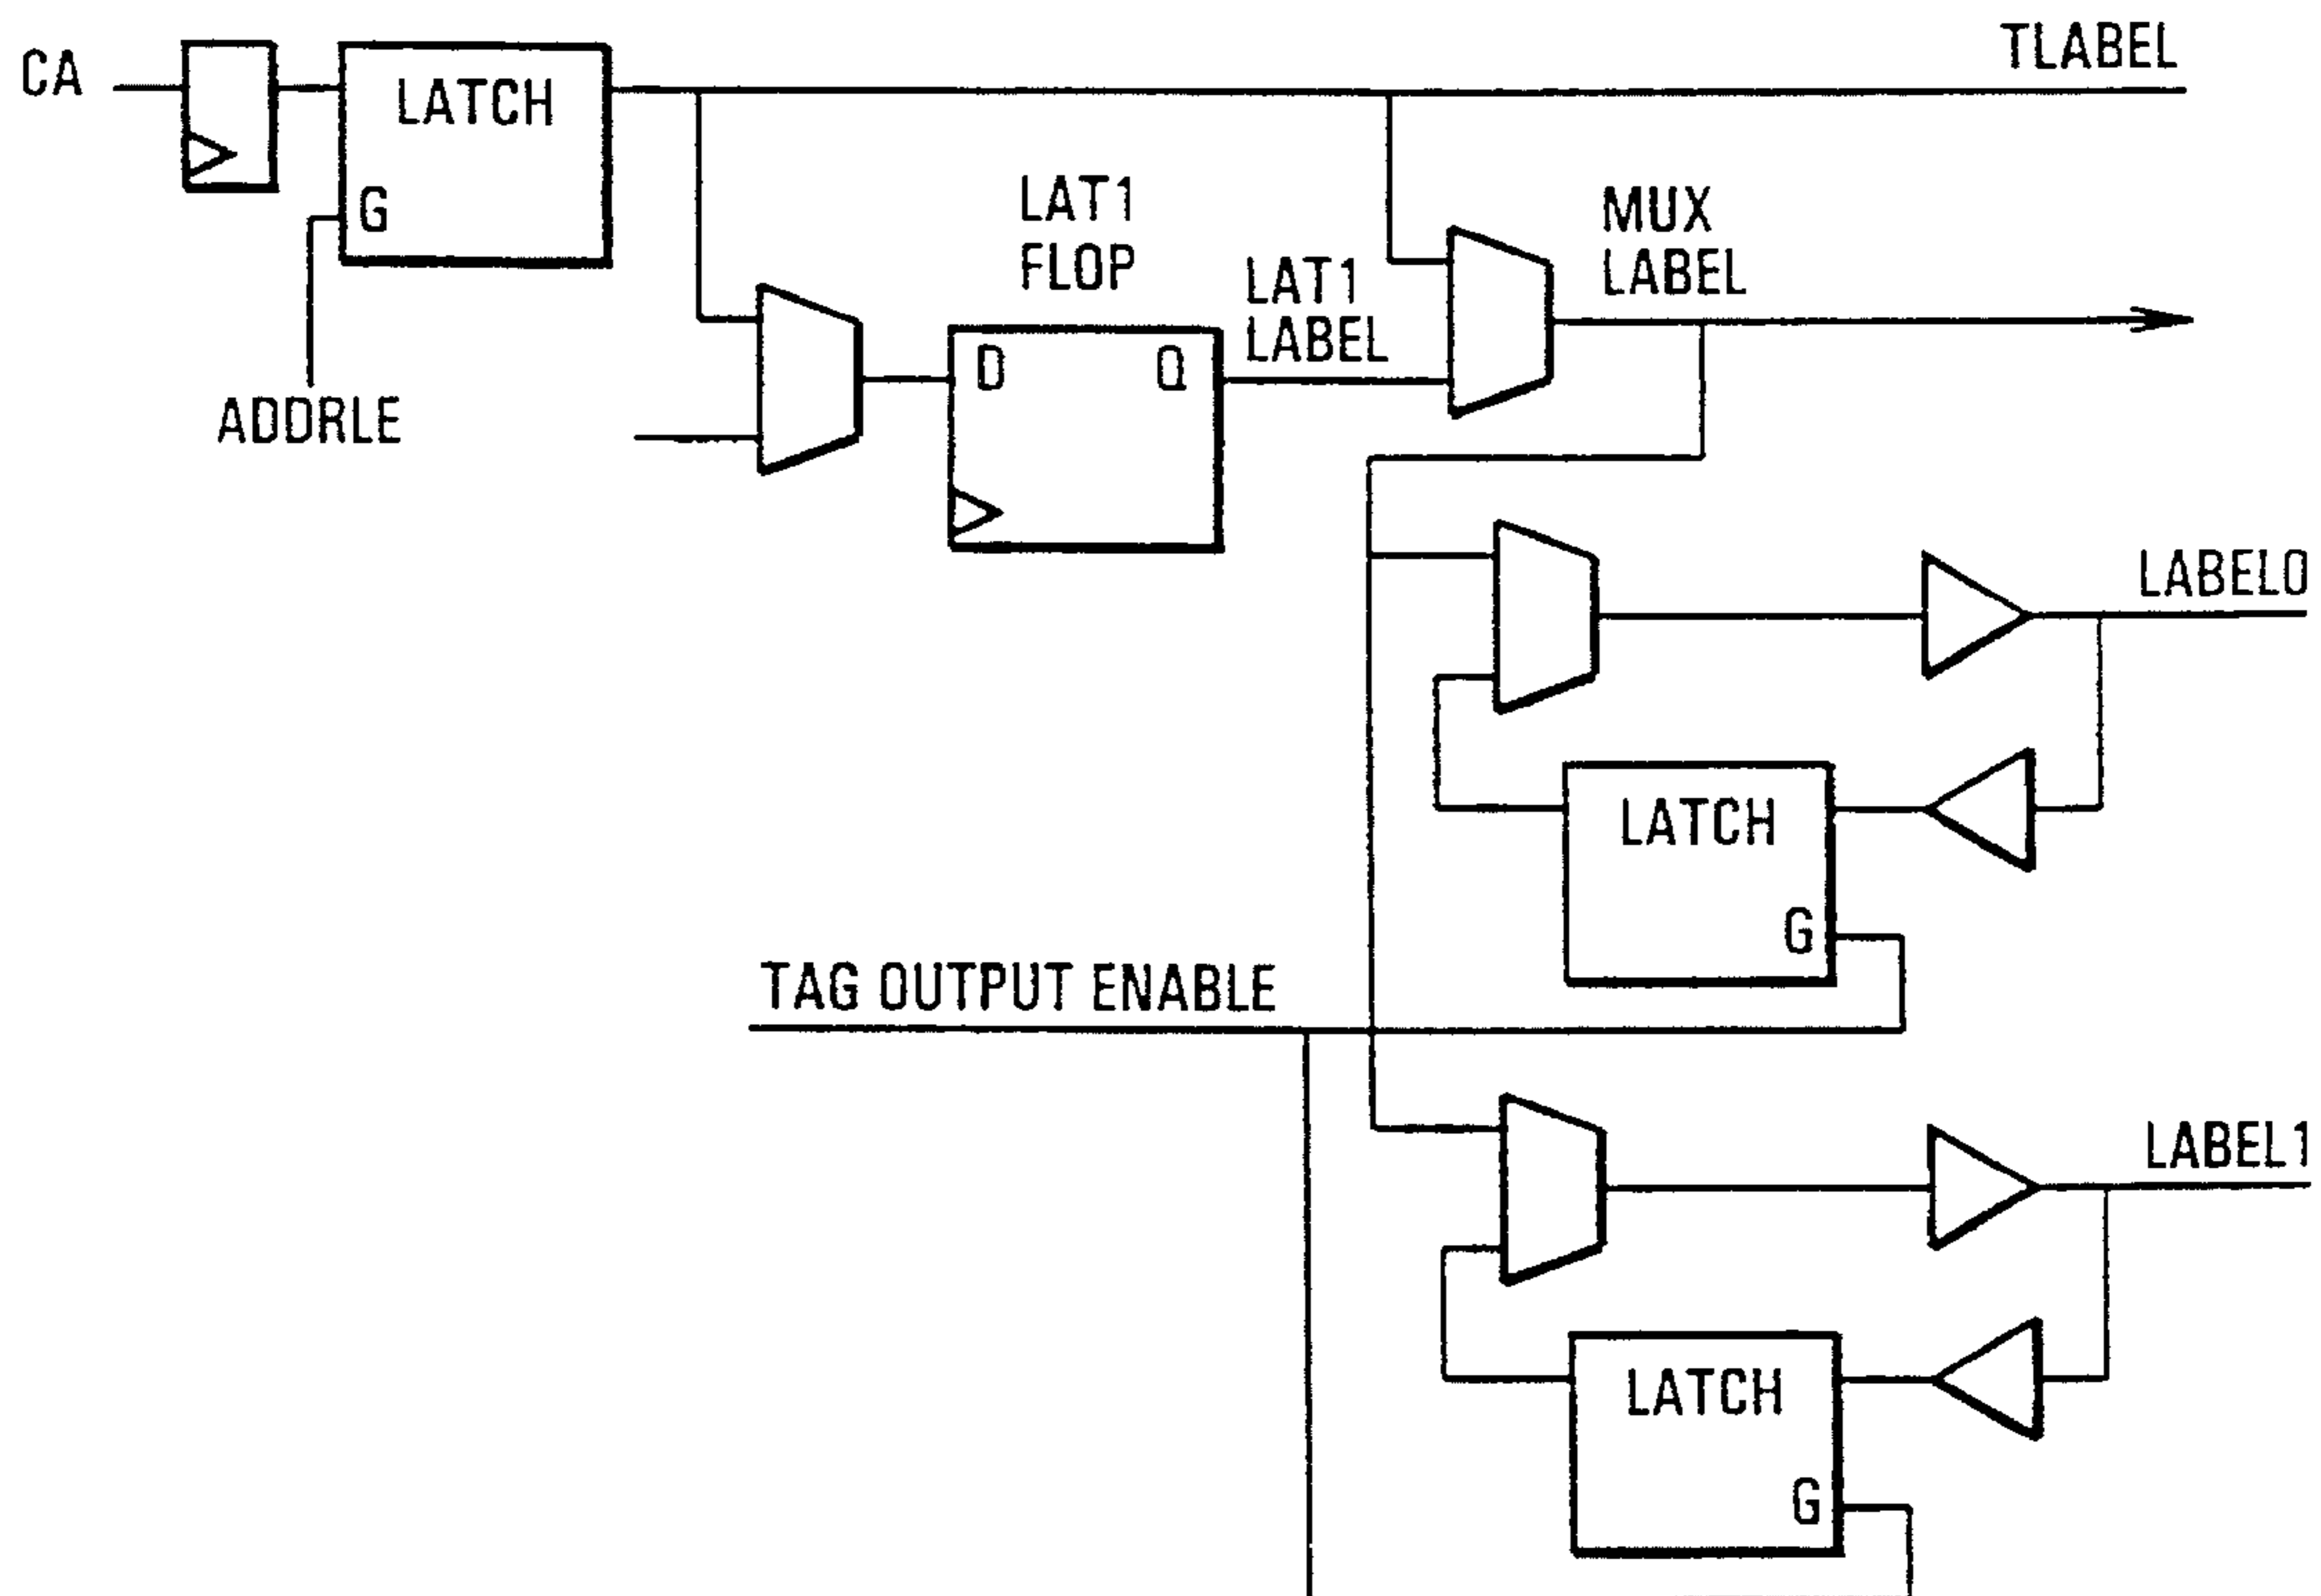 CA
TLABEL
LATCH
G
ADDRLE
LAT1
FLOP
D Q
LAT1
LABEL
MUX
LABEL
LABEL0
LATCH
G
TAG OUTPUT ENABLE
LABEL1
LATCH
G